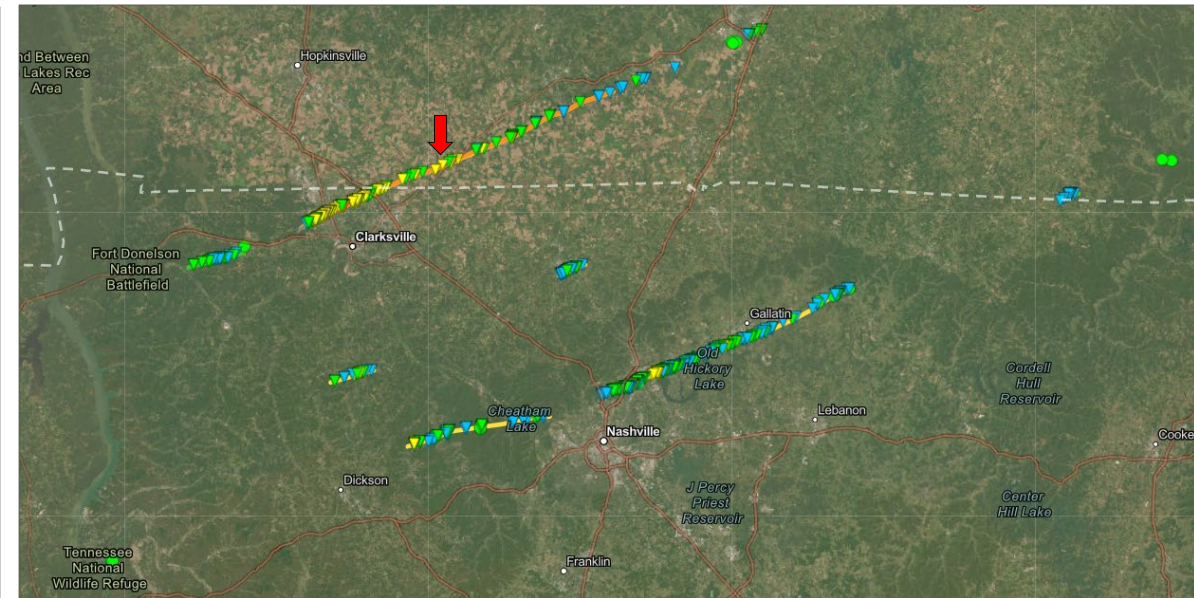 nd Between
Lakes Rec
Area
Hopkinsville
Clarksville
Fort Donelson
National
Battlefield
Gallatin
Old
Hickory
Lake
Cordell
Hull
Reservoir
Cheatham
Lake
Lebanon
Nashville
Cooke
Dickson
J Percy
Priest
Reservoir
Center
Hill Lake
Tennessee
National
Wildlife Refuge
Franklin